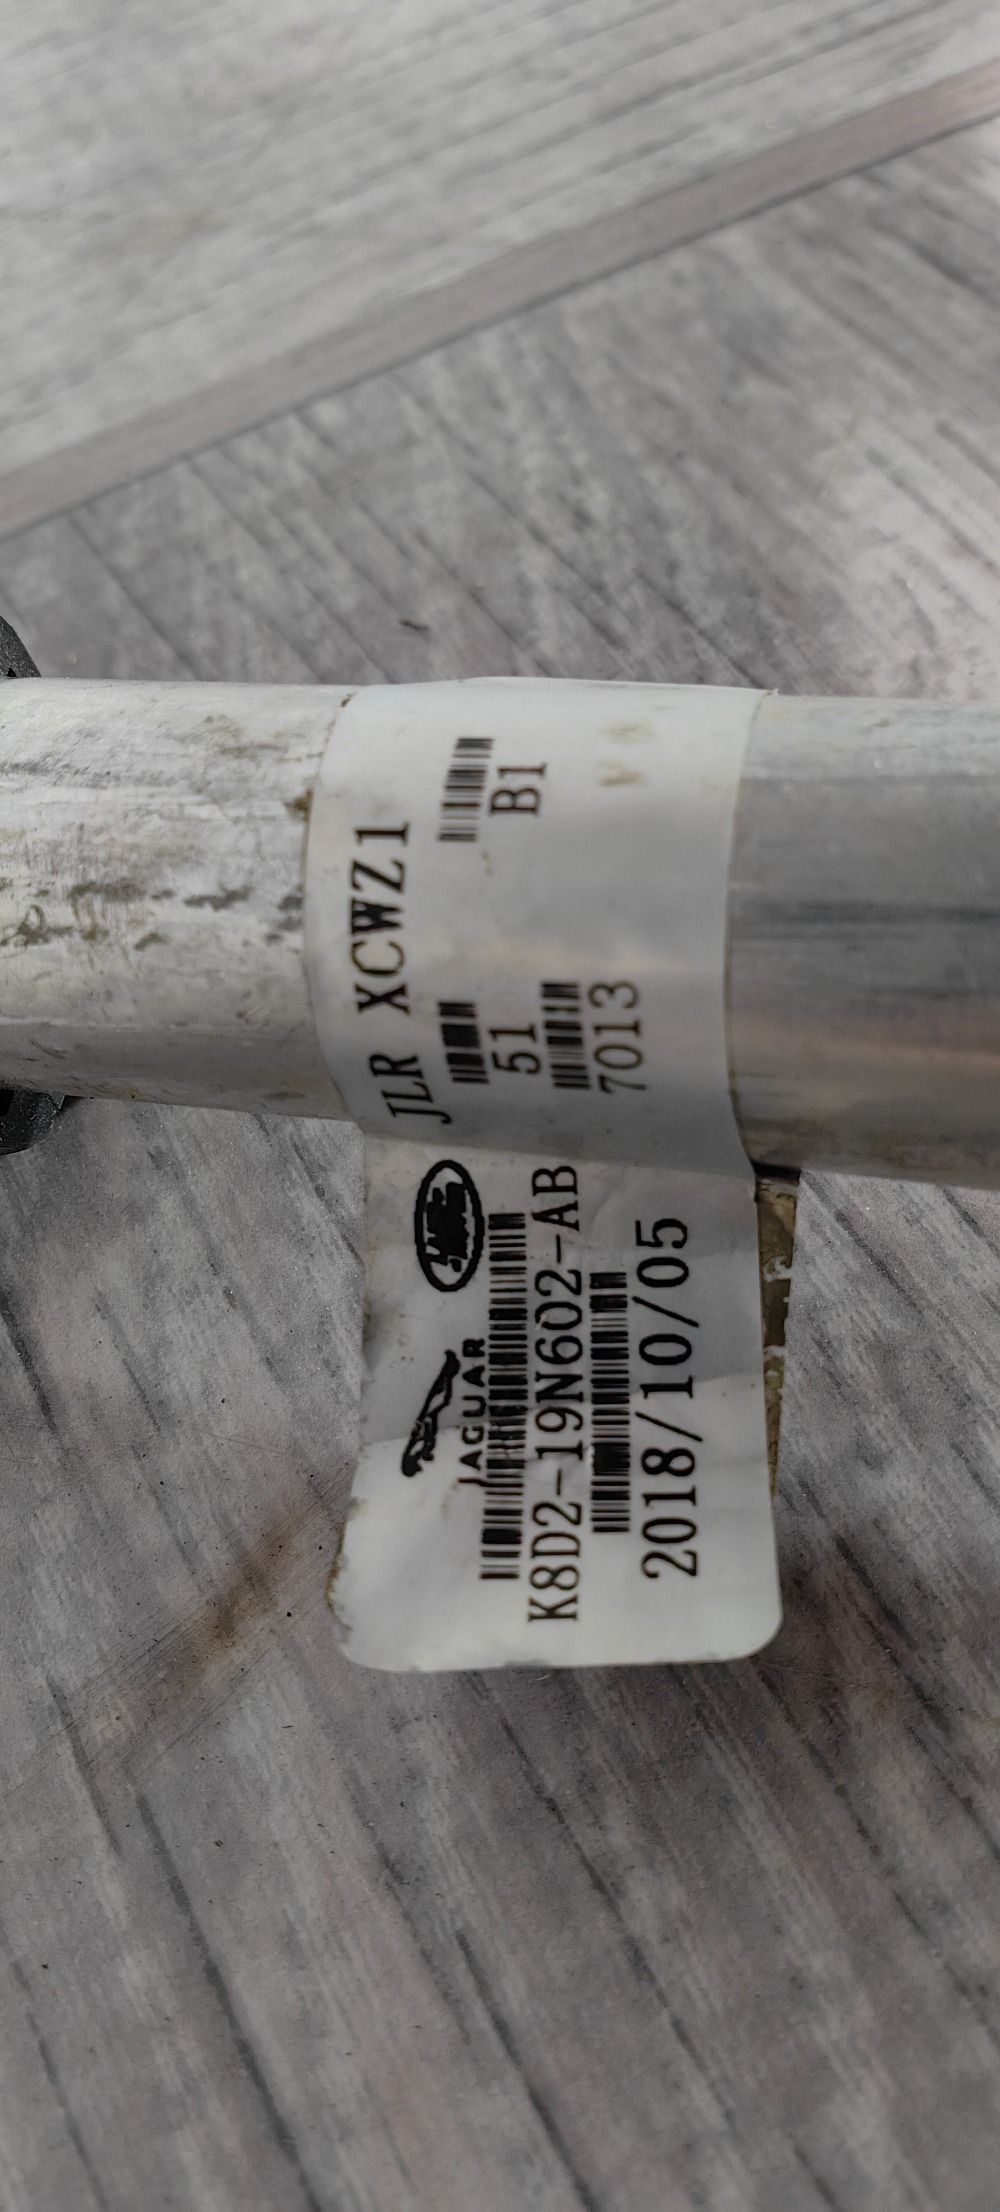 JLR XCWZ1
51
B1
7013
JAGUAR
K8D2-19N602-AB
2018/10/05